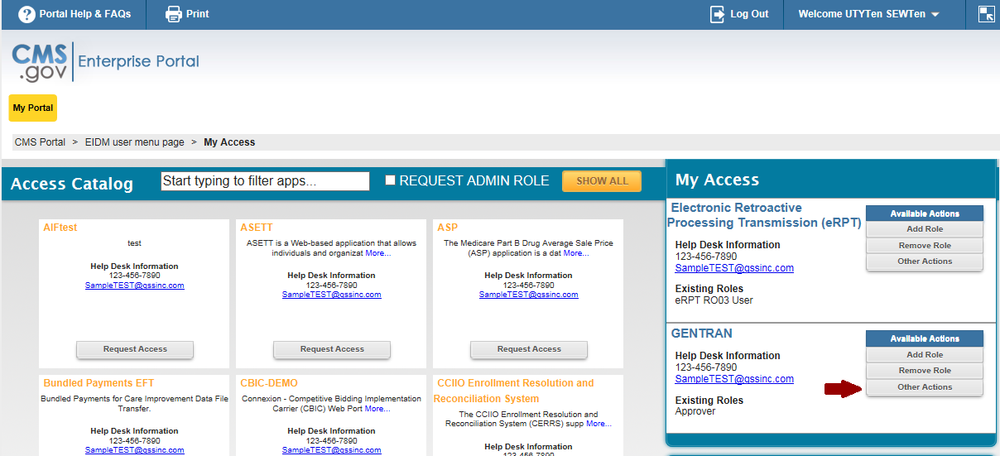 Portal Help & FAQs
Print
Log Out
Welcome UTYTen SEWTen
CMS
.gov
Enterprise Portal
My Portal
CMS Portal > EIDM user menu page > My Access
Access Catalog
Start typing to filter apps...
REQUEST ADMIN ROLE
SHOW ALL
AIFtest
test
Help Desk Information
123-456-7890
SampleTEST@qssinc.com
Request Access
ASETT
ASETT is a Web-based application that allows
individuals and organizat More...
Help Desk Information
123-456-7890
SampleTEST@qssinc.com
Request Access
ASP
The Medicare Part B Drug Average Sale Price
(ASP) application is a dat More...
Help Desk Information
123-456-7890
SampleTEST@qssinc.com
Request Access
Bundled Payments EFT
Bundled Payments for Care Improvement Data File
Transfer.
Help Desk Information
123-456-7890
SampleTEST@qssinc.com
CBIC-DEMO
Connexion - Competitive Bidding Implementation
Carrier (CBIC) Web Port More...
Help Desk Information
123-456-7890
SampleTEST@qssinc.com
CCIIO Enrollment Resolution and
Reconciliation System
The CCIIO Enrollment Resolution and
Reconciliation System (CERRS) supp More...
Help Desk Information
123-456-7890
My Access
Electronic Retroactive
Processing Transmission (eRPT)
Help Desk Information
123-456-7890
SampleTEST@qssinc.com
Existing Roles
eRPT RO03 User
Available Actions
Add Role
Remove Role
Other Actions
GENTRAN
Help Desk Information
123-456-7890
SampleTEST@qssinc.com
Existing Roles
Approver
Available Actions
Add Role
Remove Role
Other Actions